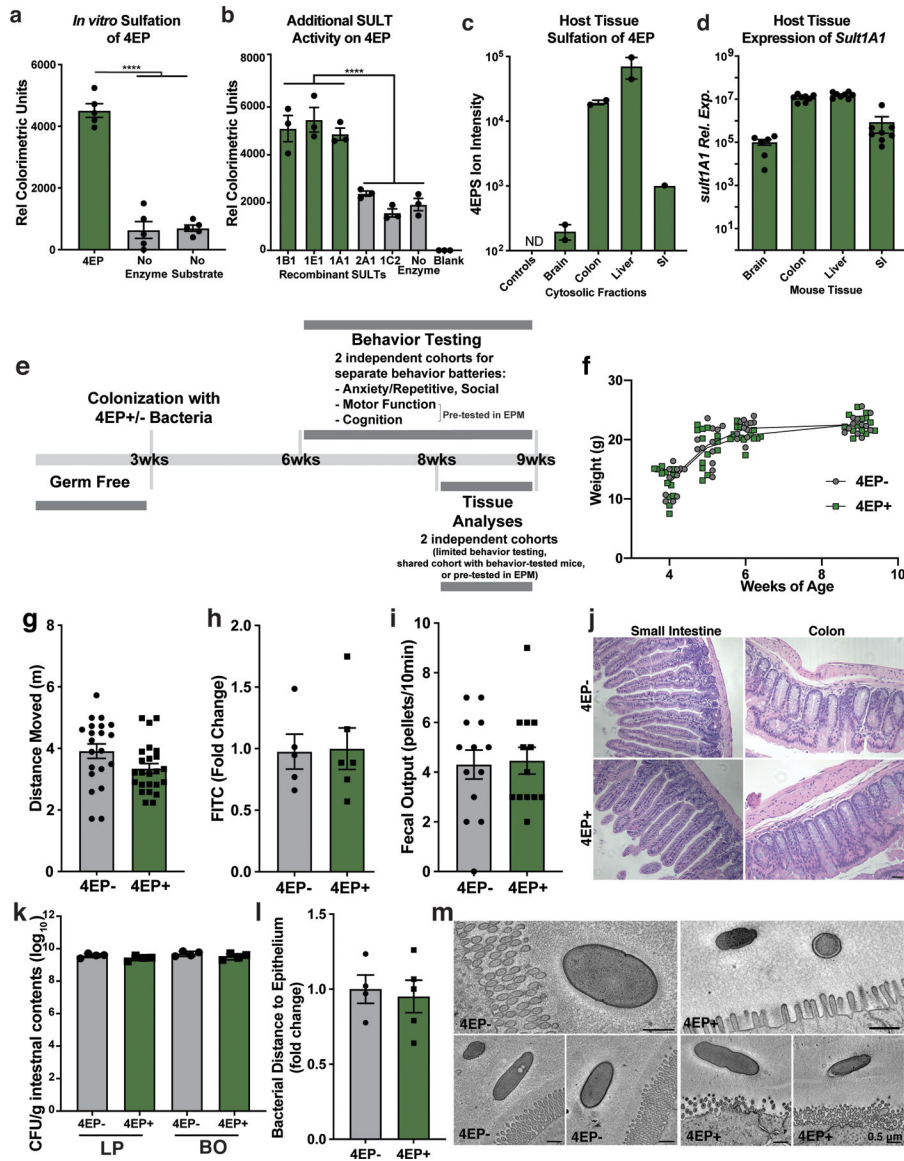 a
In vitro Sulfation
of 4EP
Rel Colorimetric Units
6000
4000
2000
0
****
4EP
No
Enzyme
No
Substrate
b
Additional SULT
Activity on 4EP
Rel Colorimetric Units
8000
6000
4000
2000
0
****
1B1
1E1
1A1
2A1
1C2
No
Enzyme
Blank
Recombinant SULTs
c
Host Tissue
Sulfation of 4EP
4EPS Ion Intensity
10^5
10^4
10^3
10^2
ND
Controls
Brain
Colon
Liver
SI
Cytosolic Fractions
d
Host Tissue
Expression of Sult1A1
sult1A1 Rel. Exp.
10^9
10^7
10^5
10^3
10^1
Brain
Colon
Liver
SI
Mouse Tissue
e
Behavior Testing
2 independent cohorts for
separate behavior batteries:
- Anxiety/Repetitive, Social
- Motor Function
- Cognition
Pre-tested in EPM
Colonization with
4EP+/- Bacteria
3wks
6wks
8wks
9wks
Germ Free
Tissue
Analyses
2 independent cohorts
(limited behavior testing,
shared cohort with behavior-tested mice,
or pre-tested in EPM)
f
Weight (g)
30
20
10
0
4
6
8
10
Weeks of Age
4EP-
4EP+
g
Distance Moved (m)
8
6
4
2
0
4EP-
4EP+
h
FITC (Fold Change)
2.0
1.5
1.0
0.5
0.0
4EP-
4EP+
i
Fecal Output (pellets/10min)
10
8
6
4
2
0
4EP-
4EP+
j
Small Intestine
Colon
4EP-
4EP+
k
CFU/g intestnal contents (log10)
15
10
5
0
4EP-
4EP+
4EP-
4EP+
LP
BO
l
Bacterial Distance to Epithelium
(fold change)
1.5
1.0
0.5
0.0
4EP-
4EP+
m
4EP-
4EP+
4EP-
4EP-
4EP+
4EP+
0.5 µm